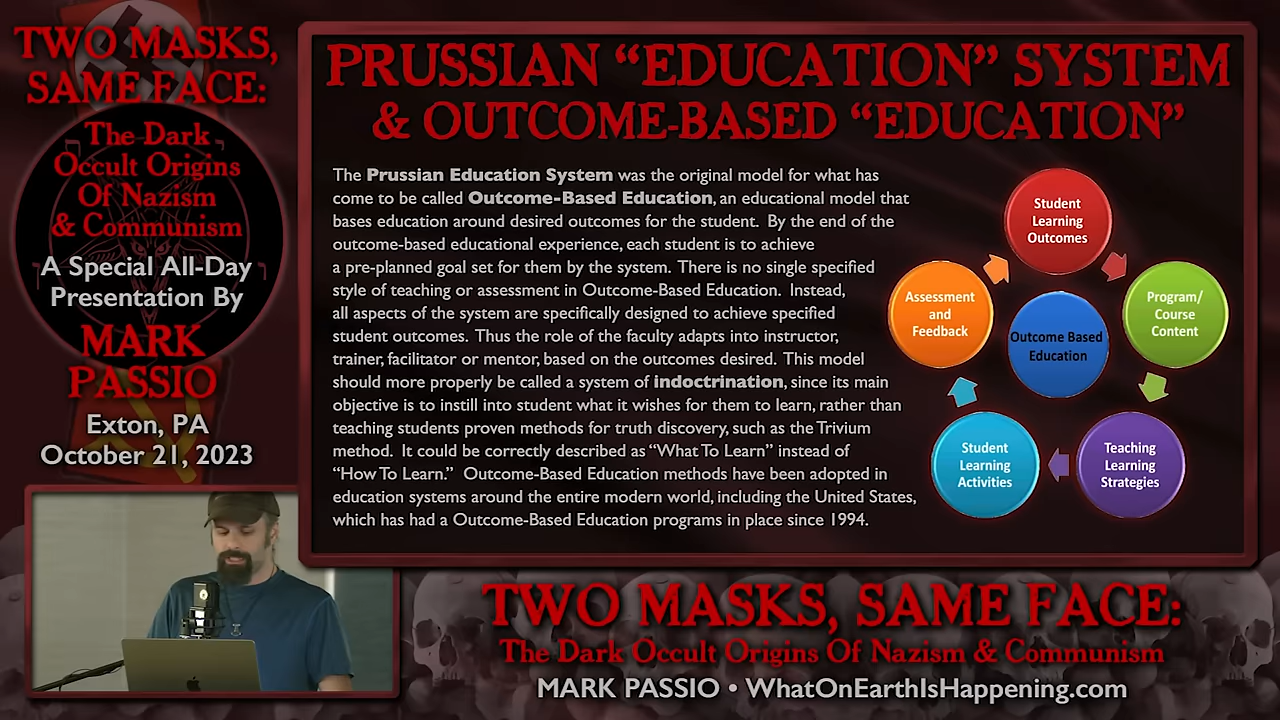 TWO MASKS,
SAME FACE:
The Dark
Occult Origins
Of Nazism
& Communism
A Special All-Day
Presentation By
MARK
PASSIO
Exton, PA
October 21, 2023
PRUSSIAN “EDUCATION” SYSTEM
& OUTCOME-BASED “EDUCATION”
The Prussian Education System was the original model for what has
come to be called Outcome-Based Education, an educational model that
bases education around desired outcomes for the student.  By the end of the
outcome-based educational experience, each student is to achieve
a pre-planned goal set for them by the system.  There is no single specified
style of teaching or assessment in Outcome-Based Education.  Instead,
all aspects of the system are specifically designed to achieve specified
student outcomes.  Thus the role of the faculty adapts into instructor,
trainer, facilitator or mentor, based on the outcomes desired.  This model
should more properly be called a system of indoctrination, since its main
objective is to instill into student what it wishes for them to learn, rather than
teaching students proven methods for truth discovery, such as the Trivium
method.  It could be correctly described as “What To Learn” instead of
“How To Learn.”  Outcome-Based Education methods have been adopted in
education systems around the entire modern world, including the United States,
which has had a Outcome-Based Education programs in place since 1994.
Student
Learning
Outcomes
Program/
Course
Content
Teaching
Learning
Strategies
Student
Learning
Activities
Assessment
and
Feedback
Outcome Based
Education
TWO MASKS, SAME FACE:
The Dark Occult Origins Of Nazism & Communism
MARK PASSIO • WhatOnEarthIsHappening.com